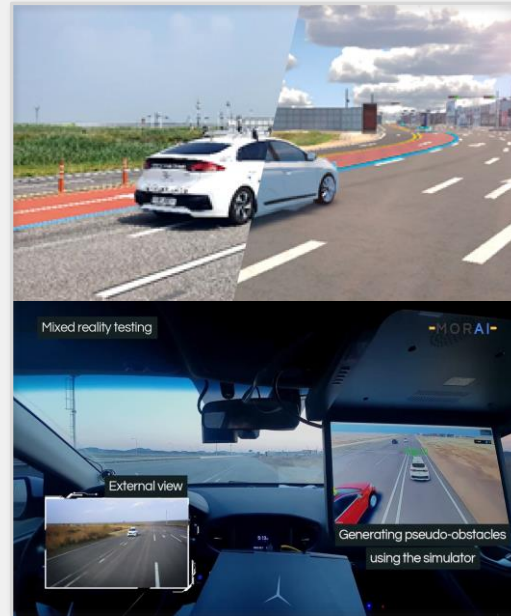 Mixed reality testing
MORAI
External view
Generating pseudo-obstacles
using the simulator